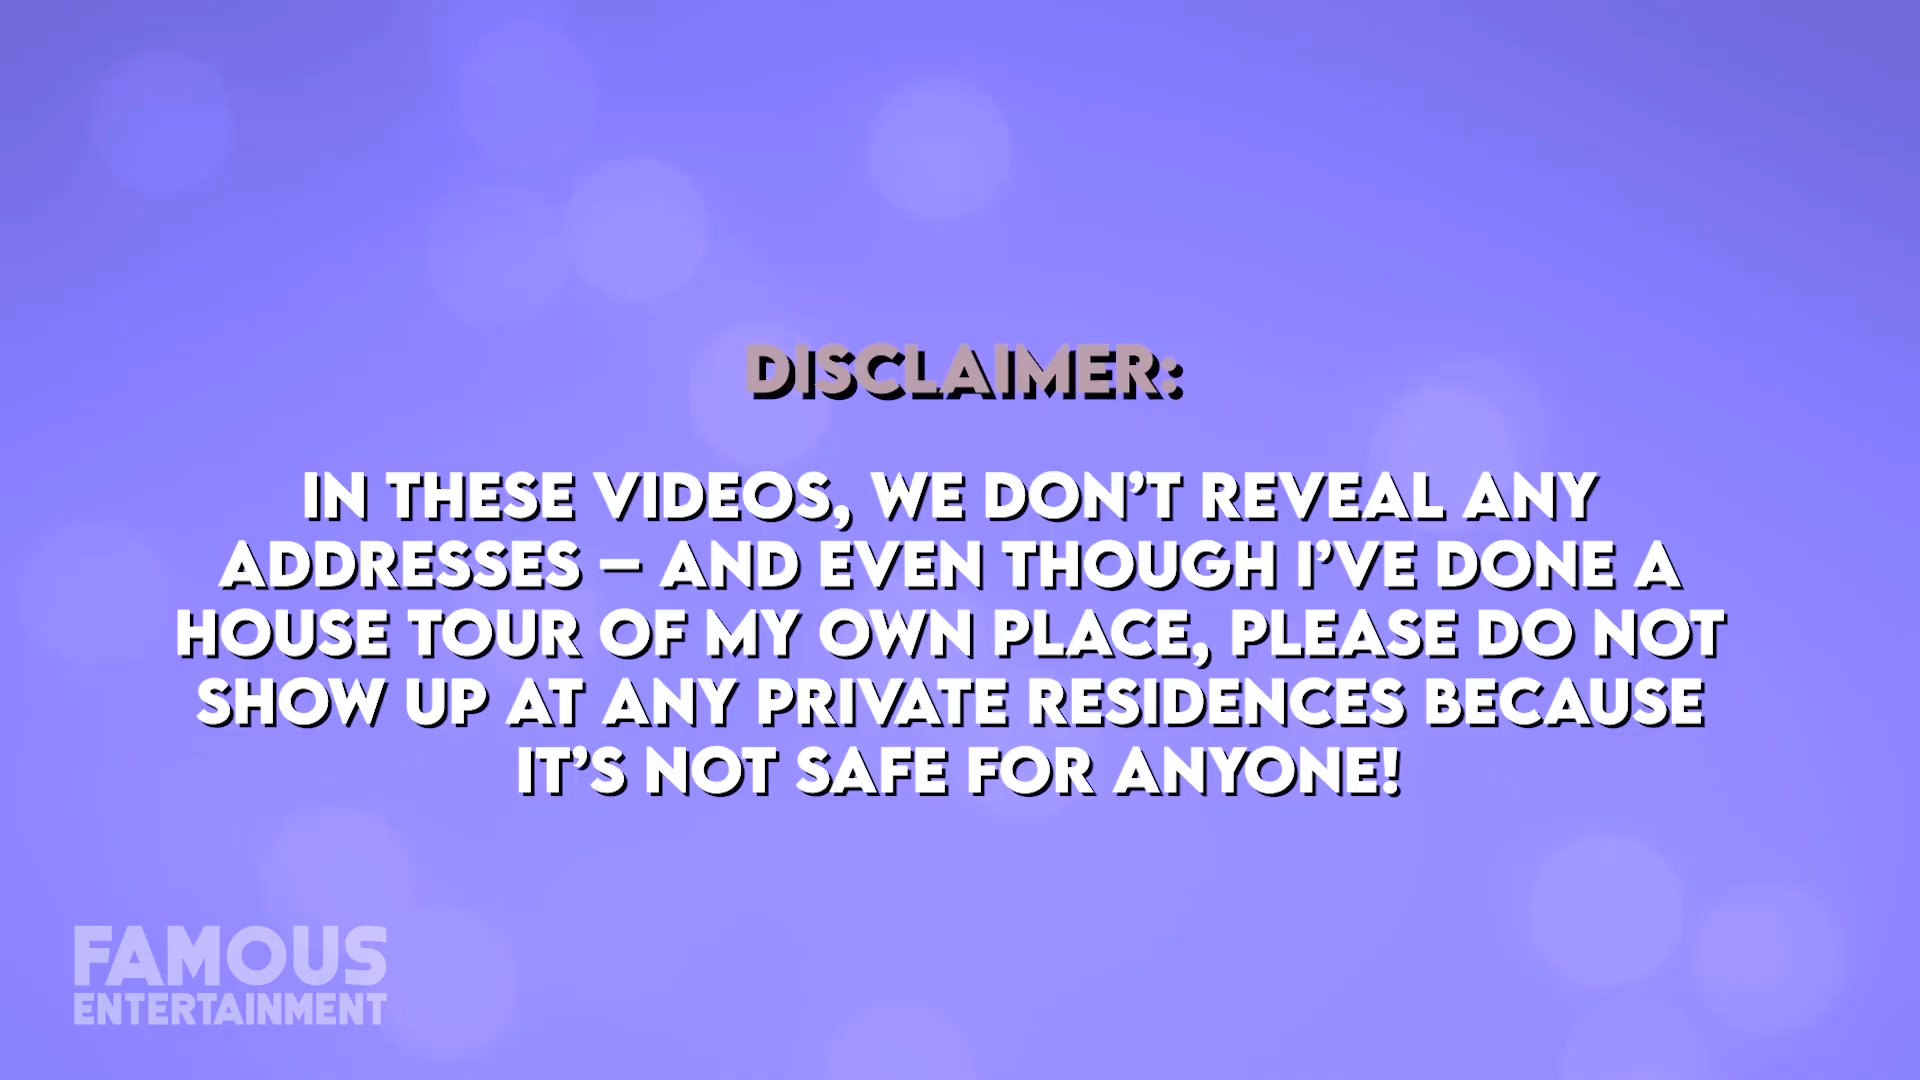 DISCLAIMER:
IN THESE VIDEOS, WE DON’T REVEAL ANY
ADDRESSES – AND EVEN THOUGH I’VE DONE A
HOUSE TOUR OF MY OWN PLACE, PLEASE DO NOT
SHOW UP AT ANY PRIVATE RESIDENCES BECAUSE
IT’S NOT SAFE FOR ANYONE!
FAMOUS
ENTERTAINMENT